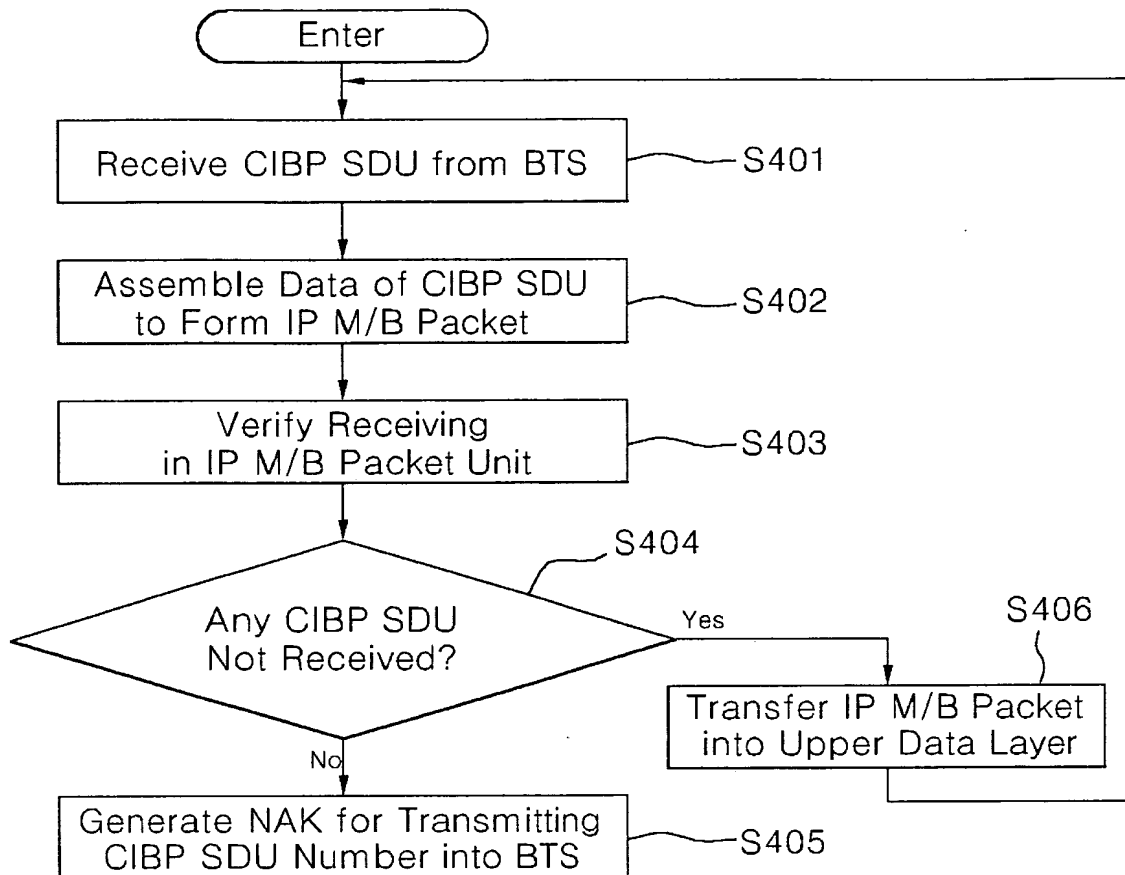 Enter
Receive CIBP SDU from BTS
S401
Assemble Data of CIBP SDU
to Form IP M/B Packet
S402
Verify Receiving
in IP M/B Packet Unit
S403
S404
Any CIBP SDU
Not Received?
Yes
S406
Transfer IP M/B Packet
into Upper Data Layer
No
Generate NAK for Transmitting
CIBP SDU Number into BTS
S405